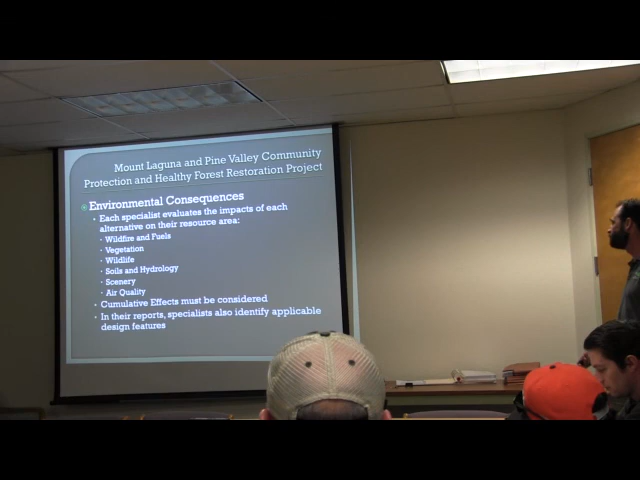 Mount Laguna and Pine Valley Community
Protection and Healthy Forest Restoration Project
Environmental Consequences
• Each specialist evaluates the impacts of each
alternative on their resource area:
• Wildfire and Fuels
• Vegetation
• Wildlife
• Soils and Hydrology
• Scenery
• Air Quality
• Cumulative Effects must be considered
• In their reports, specialists also identify applicable
design features